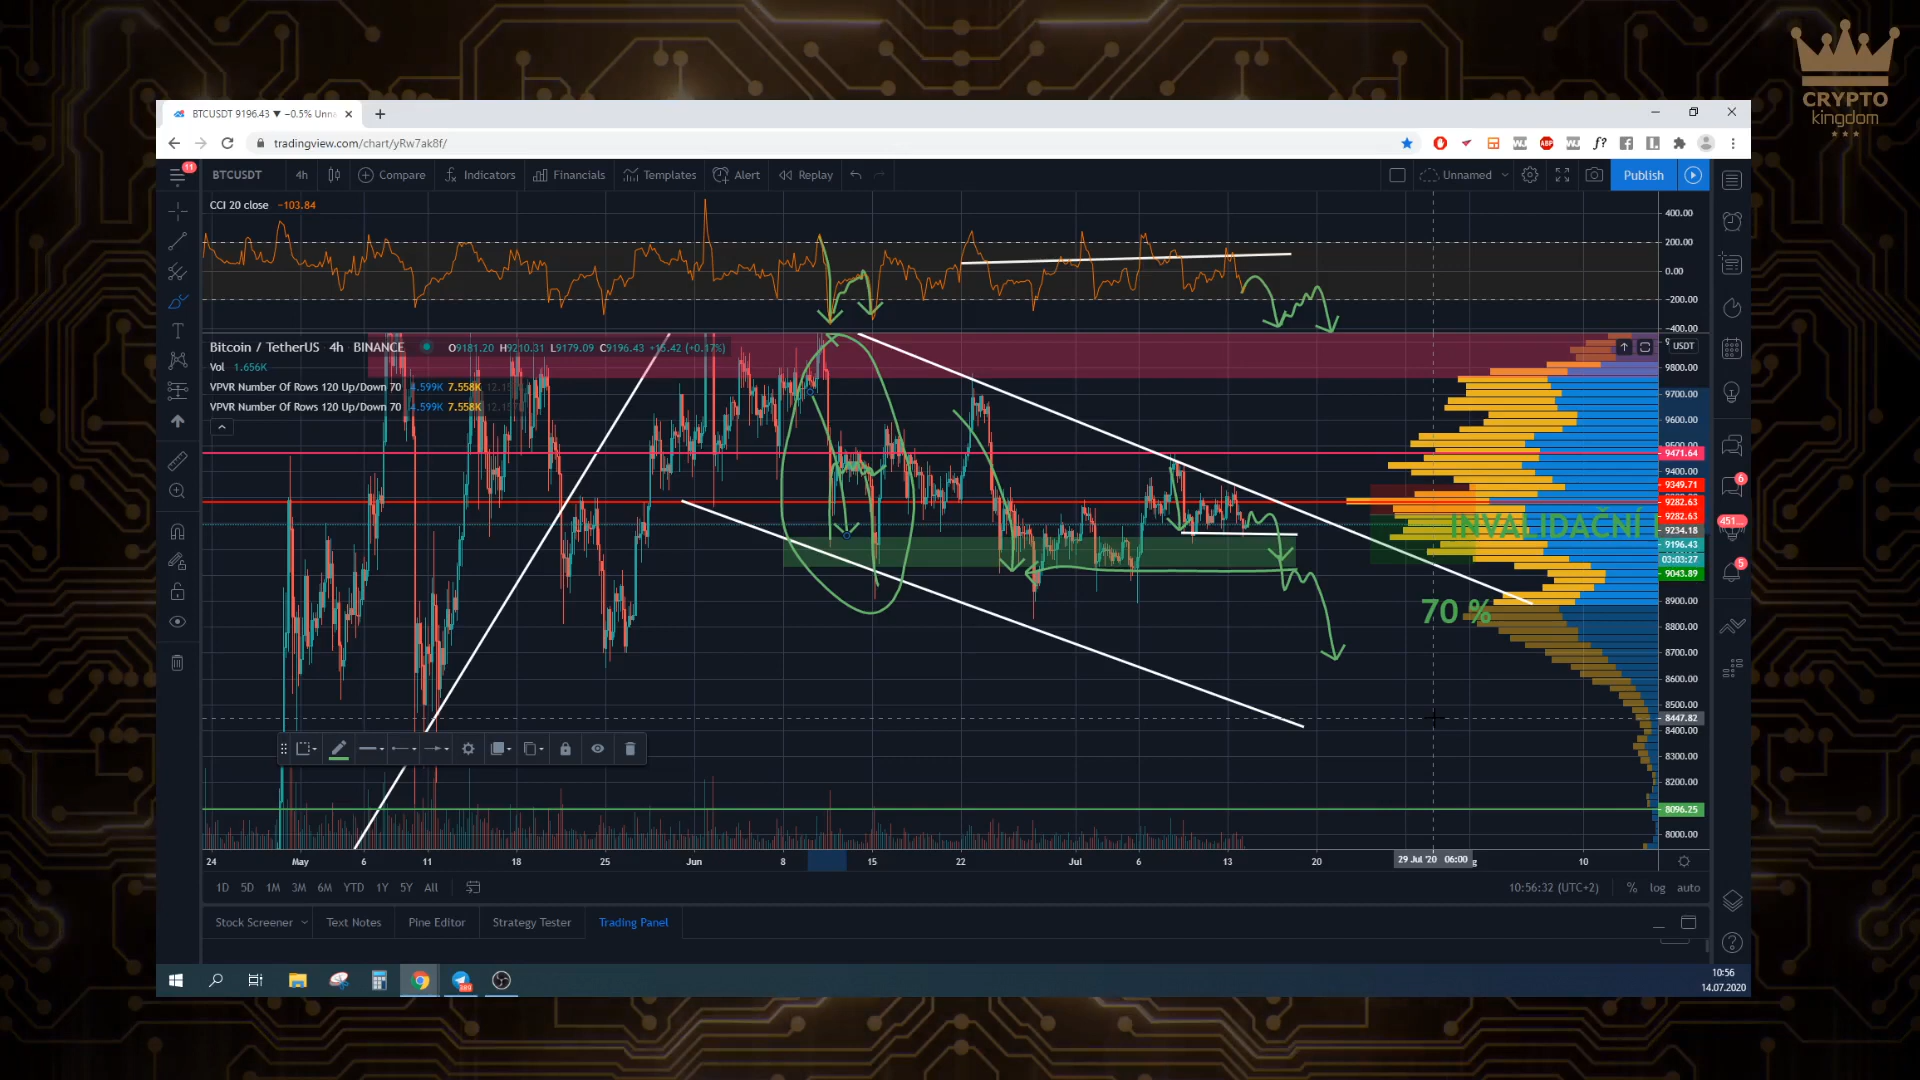 CRYPTO
kingdom
BTCUSDT 9196.43 ▼ −0.5% Unna
tradingview.com/chart/yRw7ak8f/
11
BTCUSDT 4h Compare Indicators Financials Templates Alert Replay Unnamed Publish
CCI 20 close −103.84
400.00
200.00
0.00
−200.00
−400.00
Bitcoin / TetherUS · 4h · BINANCE O9181.20 H9210.31 L9179.09 C9196.43 +15.42 (+0.17%)
USDT
Vol 1.656K
VPVR Number Of Rows 120 Up/Down 70 4.599K 7.558K
VPVR Number Of Rows 120 Up/Down 70 4.599K 7.558K
9800.00
9700.00
9600.00
9471.64
9400.00
9349.71
9282.63
9282.63
9234.18
9196.43
03:03:27
9043.89
8900.00
8800.00
8700.00
8600.00
8500.00
8447.82
8400.00
8300.00
8200.00
8096.25
8000.00
INVALIDAČNÍ
70 %
6
451...
5
24 May 6 11 18 25 Jun 8 15 22 Jul 6 13 20 29 Jul '20 06:00 10
1D 5D 1M 3M 6M YTD 1Y 5Y All 10:56:32 (UTC+2) % log auto
Stock Screener Text Notes Pine Editor Strategy Tester Trading Panel
10:56
14.07.2020